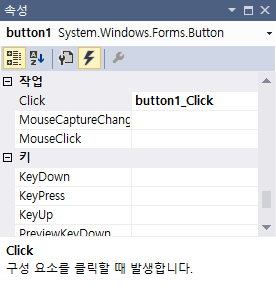 속성
button1 System.Windows.Forms.Button
작업
Click button1_Click
MouseCaptureChang
MouseClick
키
KeyDown
KeyPress
KeyUp
PreviewKeyDown
Click
구성 요소를 클릭할 때 발생합니다.